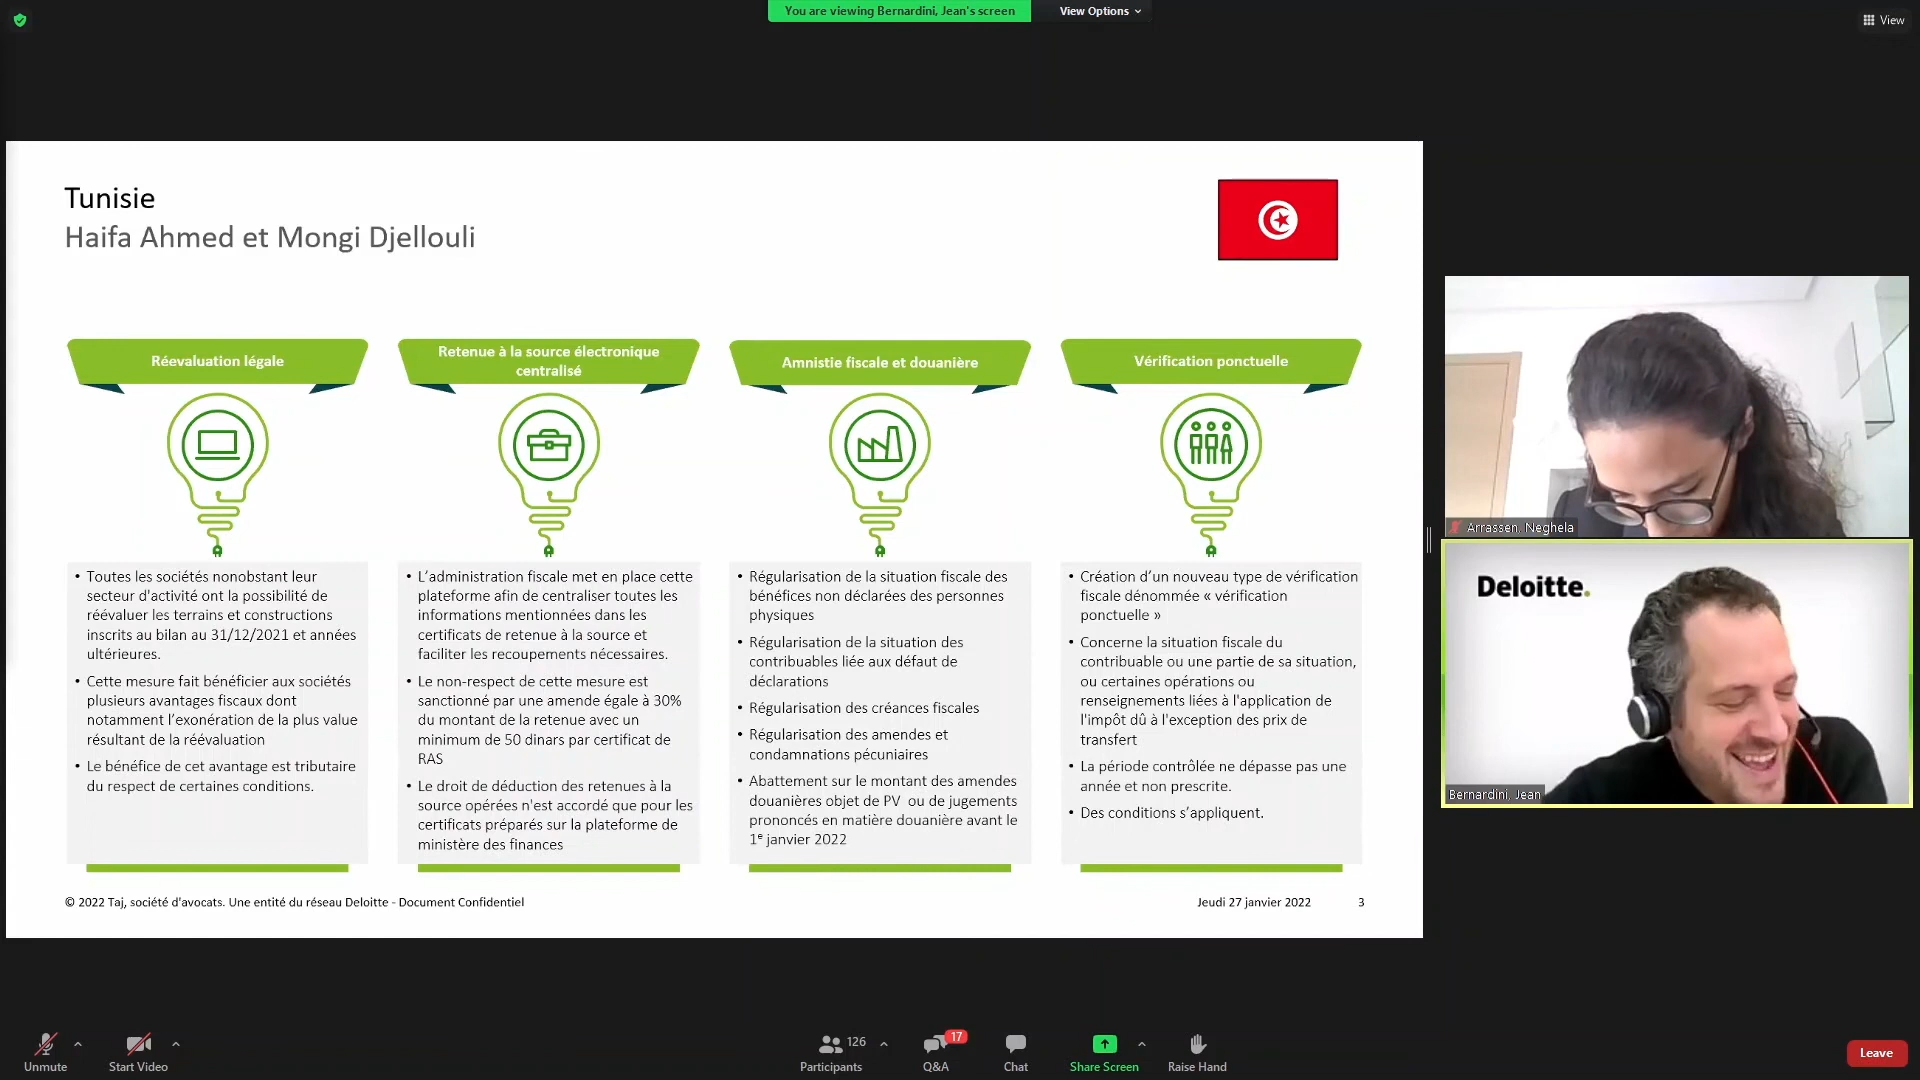 You are viewing Bernardini, Jean's screen
View Options
View
Tunisie
Haifa Ahmed et Mongi Djellouli
Réevaluation légale
Retenue à la source électronique
centralisé
Amnistie fiscale et douanière
Vérification ponctuelle
• Toutes les sociétés nonobstant leur
secteur d'activité ont la possibilité de
réévaluer les terrains et constructions
inscrits au bilan au 31/12/2021 et années
ultérieures.
• Cette mesure fait bénéficier aux sociétés
plusieurs avantages fiscaux dont
notamment l’exonération de la plus value
résultant de la réévaluation
• Le bénéfice de cet avantage est tributaire
du respect de certaines conditions.
• L’administration fiscale met en place cette
plateforme afin de centraliser toutes les
informations mentionnées dans les
certificats de retenue à la source et
faciliter les recoupements nécessaires.
• Le non-respect de cette mesure est
sanctionné par une amende égale à 30%
du montant de la retenue avec un
minimum de 50 dinars par certificat de
RAS
• Le droit de déduction des retenues à la
source opérées n'est accordé que pour les
certificats préparés sur la plateforme de
ministère des finances
• Régularisation de la situation fiscale des
bénéfices non déclarées des personnes
physiques
• Régularisation de la situation des
contribuables liée aux défaut de
déclarations
• Régularisation des créances fiscales
• Régularisation des amendes et
condamnations pécuniaires
• Abattement sur le montant des amendes
douanières objet de PV ou de jugements
prononcés en matière douanière avant le
1ᵉ janvier 2022
• Création d’un nouveau type de vérification
fiscale dénommée « vérification
ponctuelle »
• Concerne la situation fiscale du
contribuable ou une partie de sa situation,
ou certaines opérations ou
renseignements liées à l'application de
l'impôt dû à l'exception des prix de
transfert
• La période contrôlée ne dépasse pas une
année et non prescrite.
• Des conditions s’appliquent.
© 2022 Taj, société d'avocats. Une entité du réseau Deloitte - Document Confidentiel
Jeudi 27 janvier 2022
3
Arrassen, Neghela
Deloitte.
Bernardini, Jean
Unmute
Start Video
126
Participants
17
Q&A
Chat
Share Screen
Raise Hand
Leave